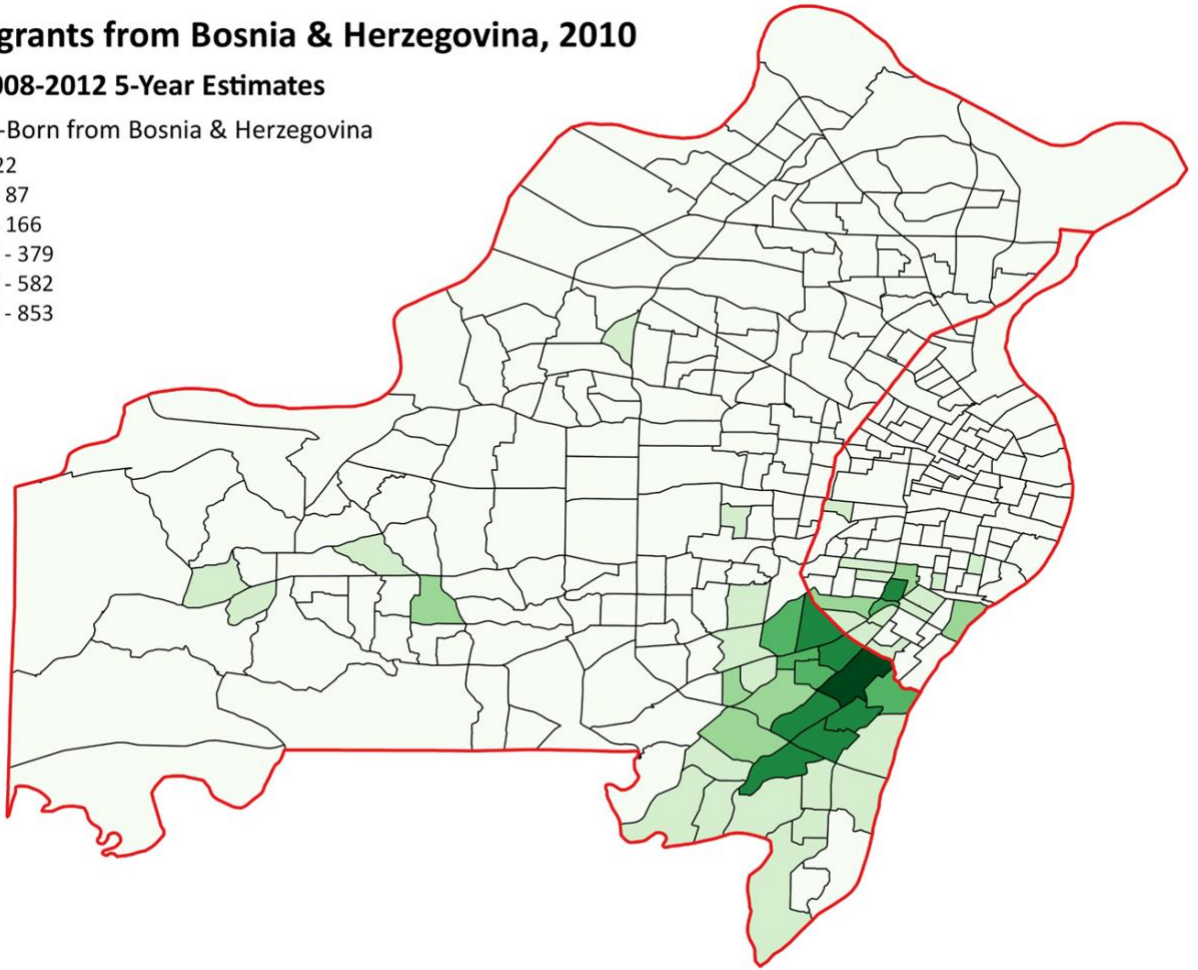 grants from Bosnia & Herzegovina, 2010
08-2012 5-Year Estimates
-Born from Bosnia & Herzegovina
22
87
166
- 379
- 582
- 853